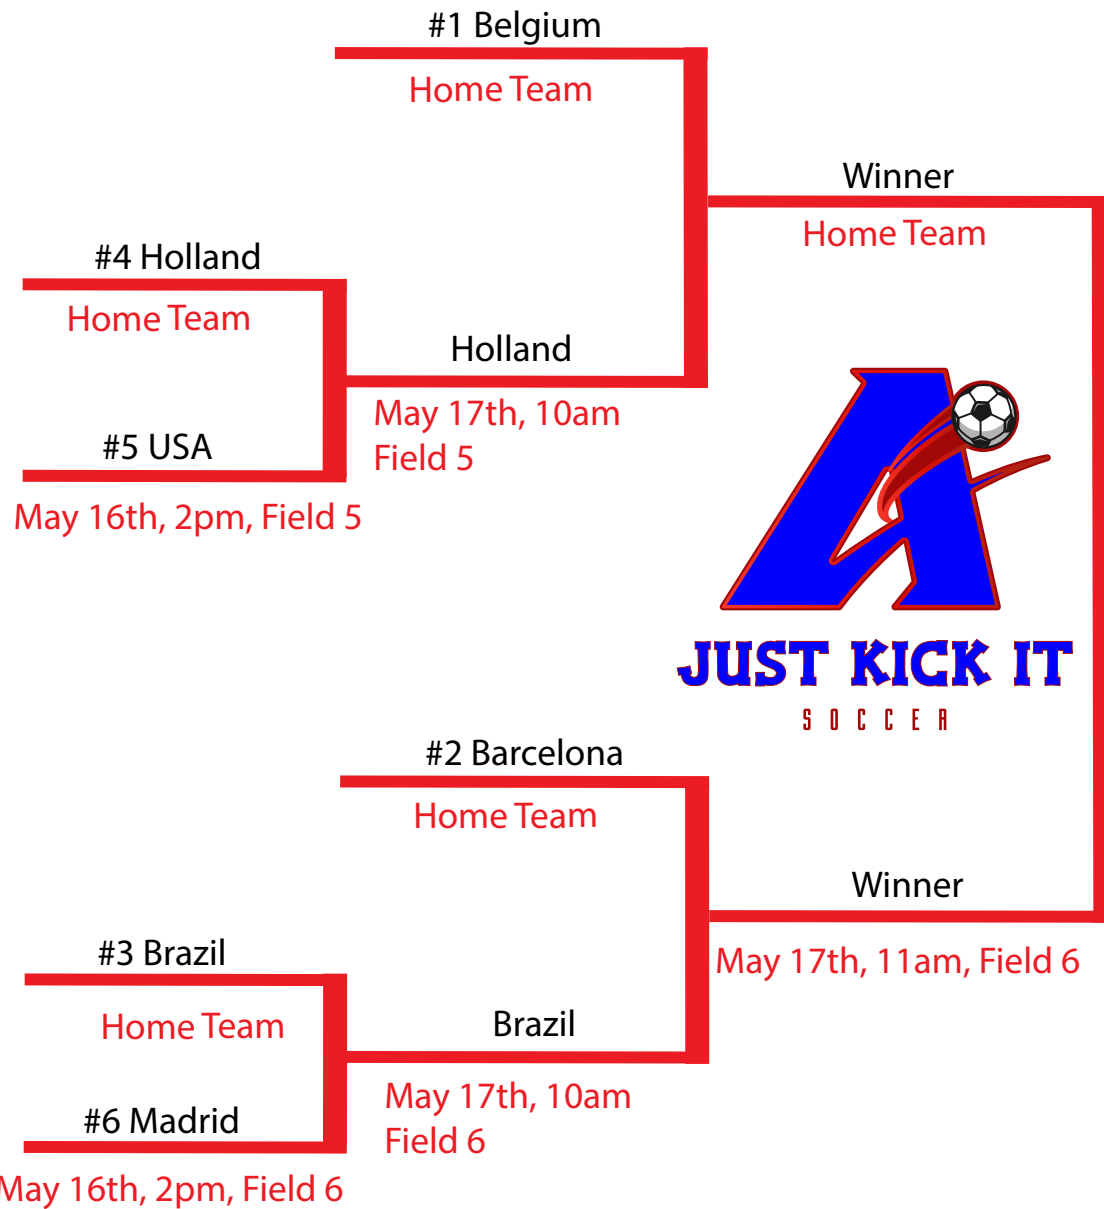 #1 Belgium
Home Team
Winner
Home Team
#4 Holland
Home Team
Holland
May 17th, 10am
Field 5
#5 USA
May 16th, 2pm, Field 5
JUST KICK IT
SOCCER
#2 Barcelona
Home Team
Winner
May 17th, 11am, Field 6
#3 Brazil
Home Team
Brazil
May 17th, 10am
Field 6
#6 Madrid
May 16th, 2pm, Field 6